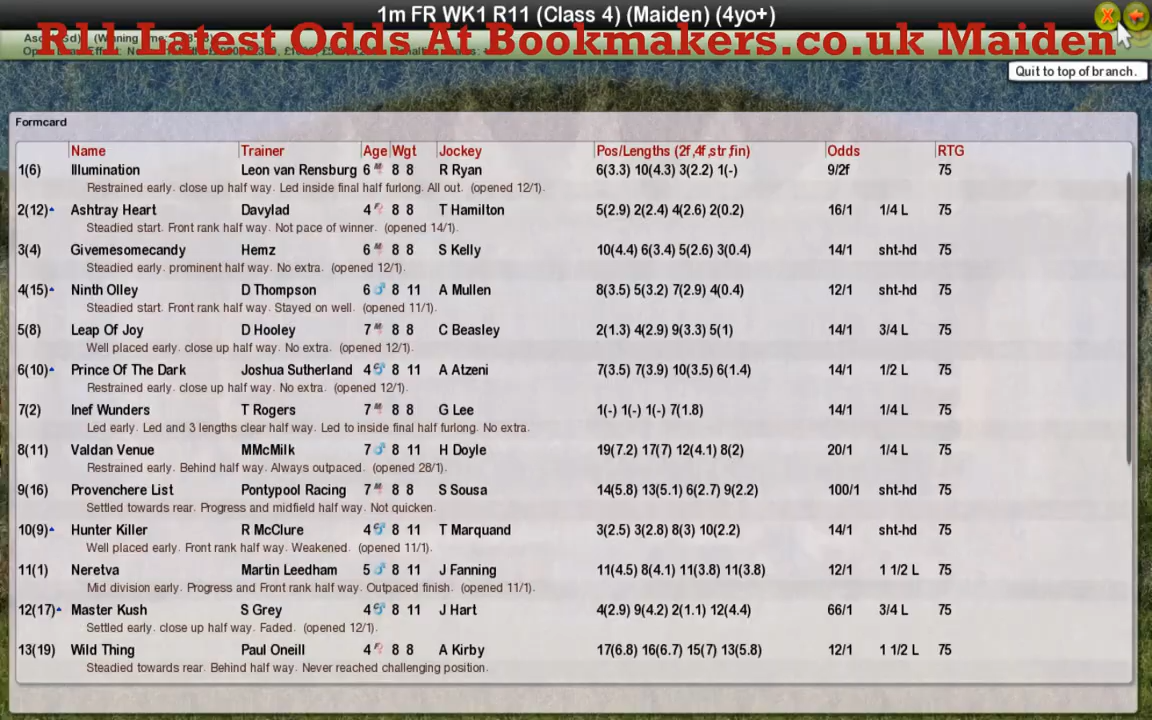 1m FR WK1 R11 (Class 4) (Maiden) (4yo+)
R11 Latest Odds At Bookmakers.co.uk Maiden
Quit to top of branch.
Formcard
Name Trainer Age Wgt Jockey Pos/Lengths (2f,4f,str,fin) Odds RTG
1(6) Illumination Leon van Rensburg 6 8 8 R Ryan 6(3.3) 10(4.3) 3(2.2) 1(-) 9/2f 75
Restrained early. close up half way. Led inside final half furlong. All out. (opened 12/1).
2(12) Ashtray Heart Davylad 4 8 8 T Hamilton 5(2.9) 2(2.4) 4(2.6) 2(0.2) 16/1 1/4 L 75
Steadied start. Front rank half way. Not pace of winner. (opened 14/1).
3(4) Givemesomecandy Hemz 6 8 8 S Kelly 10(4.4) 6(3.4) 5(2.6) 3(0.4) 14/1 sht-hd 75
Steadied early. prominent half way. No extra. (opened 12/1).
4(15) Ninth Olley D Thompson 6 8 11 A Mullen 8(3.5) 5(3.2) 7(2.9) 4(0.4) 12/1 sht-hd 75
Steadied start. Front rank half way. Stayed on well. (opened 11/1).
5(8) Leap Of Joy D Hooley 7 8 8 C Beasley 2(1.3) 4(2.9) 9(3.3) 5(1) 14/1 3/4 L 75
Well placed early. close up half way. No extra. (opened 12/1).
6(10) Prince Of The Dark Joshua Sutherland 4 8 11 A Atzeni 7(3.5) 7(3.9) 10(3.5) 6(1.4) 14/1 1/2 L 75
Restrained early. close up half way. No extra. (opened 12/1).
7(2) Inef Wunders T Rogers 7 8 8 G Lee 1(-) 1(-) 1(-) 7(1.8) 14/1 1/4 L 75
Led early. Led and 3 lengths clear half way. Led to inside final half furlong. No extra.
8(11) Valdan Venue MMcMilk 7 8 11 H Doyle 19(7.2) 17(7) 12(4.1) 8(2) 20/1 1/4 L 75
Restrained early. Behind half way. Always outpaced. (opened 28/1).
9(16) Provenchere List Pontypool Racing 7 8 8 S Sousa 14(5.8) 13(5.1) 6(2.7) 9(2.2) 100/1 sht-hd 75
Settled towards rear. Progress and midfield half way. Not quicken.
10(9) Hunter Killer R McClure 4 8 11 T Marquand 3(2.5) 3(2.8) 8(3) 10(2.2) 14/1 sht-hd 75
Well placed early. Front rank half way. Weakened. (opened 11/1).
11(1) Neretva Martin Leedham 5 8 11 J Fanning 11(4.5) 8(4.1) 11(3.8) 11(3.8) 12/1 1 1/2 L 75
Mid division early. Progress and Front rank half way. Outpaced finish. (opened 11/1).
12(17) Master Kush S Grey 4 8 11 J Hart 4(2.9) 9(4.2) 2(1.1) 12(4.4) 66/1 3/4 L 75
Settled early. close up half way. Faded. (opened 12/1).
13(19) Wild Thing Paul Oneill 4 8 8 A Kirby 17(6.8) 16(6.7) 15(7) 13(5.8) 12/1 1 1/2 L 75
Steadied towards rear. Behind half way. Never reached challenging position.